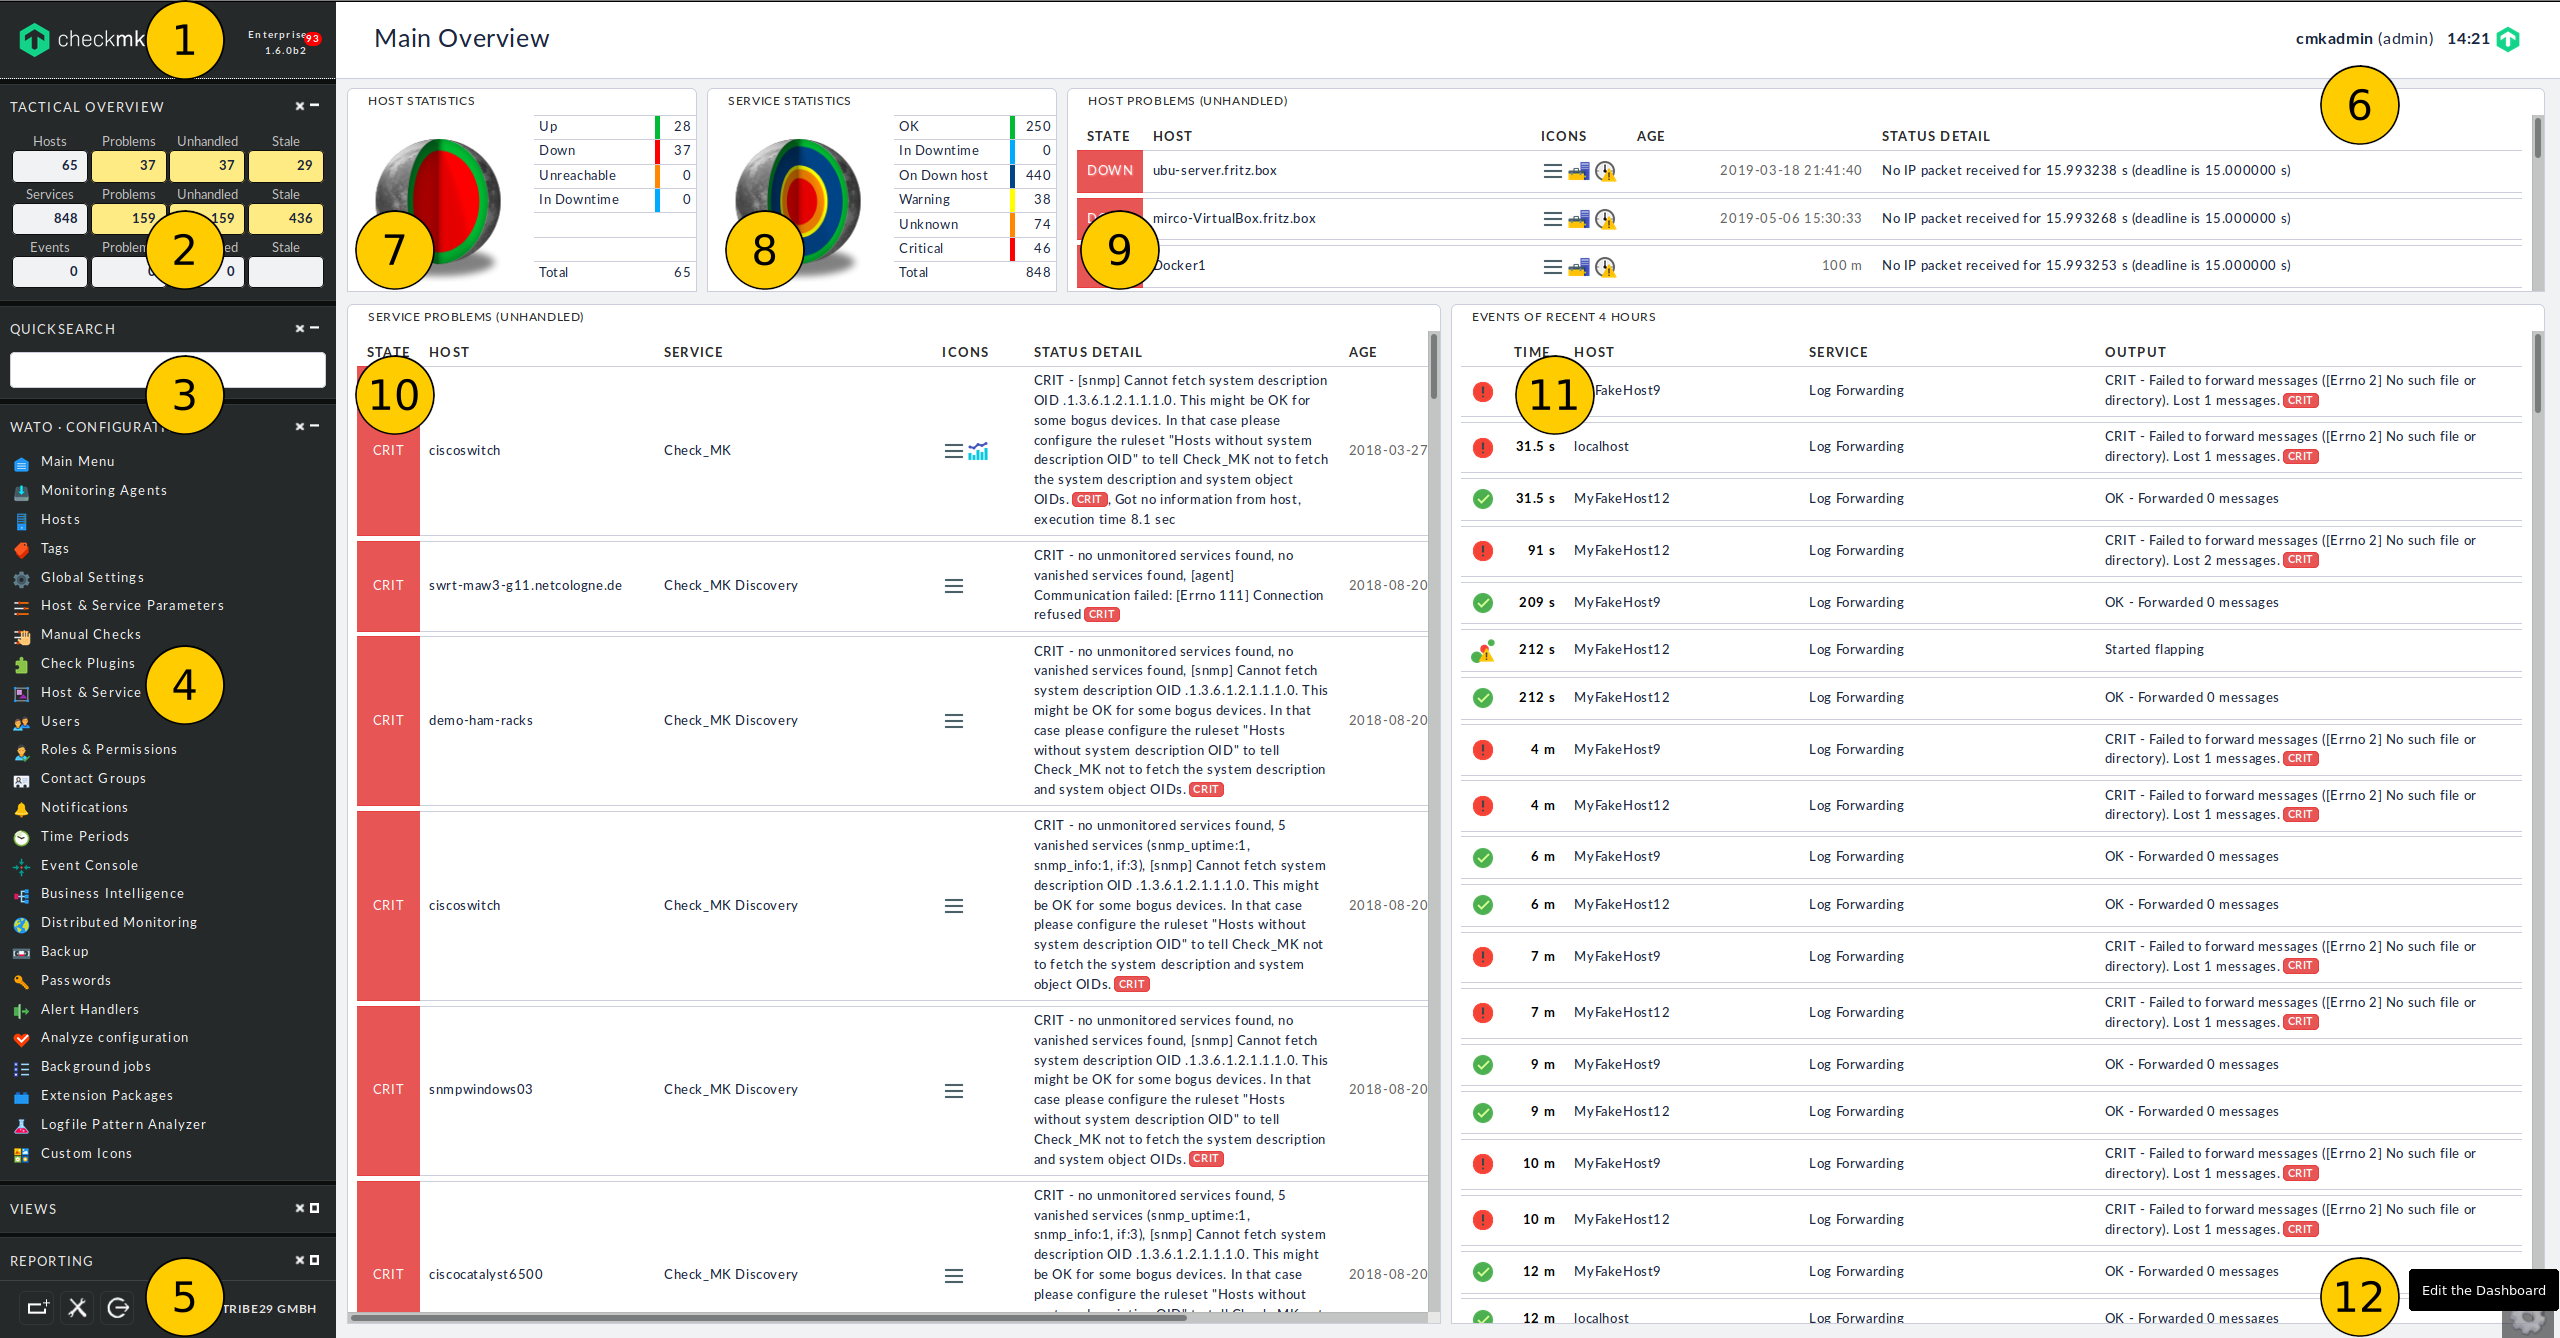 checkmk
1
Enterprise 93
1.6.0b2
Main Overview
cmkadmin (admin) 14:21
6
TACTICAL OVERVIEW
Hosts Problems Unhandled Stale
65 37 37 29
Services Problems Unhandled Stale
848 159 159 436
Events Stale
0 0
2
QUICKSEARCH
3
WATO · CONFIGURAT
Main Menu
Monitoring Agents
Hosts
Tags
Global Settings
Host & Service Parameters
Manual Checks
Check Plugins
Host & Service
4
Users
Roles & Permissions
Contact Groups
Notifications
Time Periods
Event Console
Business Intelligence
Distributed Monitoring
Backup
Passwords
Alert Handlers
Analyze configuration
Background jobs
Extension Packages
Logfile Pattern Analyzer
Custom Icons
VIEWS
REPORTING
5
TRIBE29 GMBH
HOST STATISTICS
Up 28
Down 37
Unreachable 0
In Downtime 0
Total 65
7
SERVICE STATISTICS
OK 250
In Downtime 0
On Down host 440
Warning 38
Unknown 74
Critical 46
Total 848
8
HOST PROBLEMS (UNHANDLED)
STATE HOST ICONS AGE STATUS DETAIL
DOWN ubu-server.fritz.box 2019-03-18 21:41:40 No IP packet received for 15.993238 s (deadline is 15.000000 s)
mirco-VirtualBox.fritz.box 2019-05-06 15:30:33 No IP packet received for 15.993268 s (deadline is 15.000000 s)
Docker1 100 m No IP packet received for 15.993253 s (deadline is 15.000000 s)
9
SERVICE PROBLEMS (UNHANDLED)
STATE HOST SERVICE ICONS STATUS DETAIL AGE
10
CRIT ciscoswitch Check_MK 2018-03-27
CRIT - [snmp] Cannot fetch system description
OID .1.3.6.1.2.1.1.1.0. This might be OK for
some bogus devices. In that case please
configure the ruleset "Hosts without system
description OID" to tell Check_MK not to fetch
the system description and system object
OIDs. CRIT, Got no information from host,
execution time 8.1 sec
CRIT swrt-maw3-g11.netcologne.de Check_MK Discovery 2018-08-20
CRIT - no unmonitored services found, no
vanished services found, [agent]
Communication failed: [Errno 111] Connection
refused CRIT
CRIT demo-ham-racks Check_MK Discovery 2018-08-20
CRIT - no unmonitored services found, no
vanished services found, [snmp] Cannot fetch
system description OID .1.3.6.1.2.1.1.1.0. This
might be OK for some bogus devices. In that
case please configure the ruleset "Hosts
without system description OID" to tell
Check_MK not to fetch the system description
and system object OIDs. CRIT
CRIT ciscoswitch Check_MK Discovery 2018-08-20
CRIT - no unmonitored services found, 5
vanished services (snmp_uptime:1,
snmp_info:1, if:3), [snmp] Cannot fetch system
description OID .1.3.6.1.2.1.1.1.0. This might
be OK for some bogus devices. In that case
please configure the ruleset "Hosts without
system description OID" to tell Check_MK not
to fetch the system description and system
object OIDs. CRIT
CRIT snmpwindows03 Check_MK Discovery 2018-08-20
CRIT - no unmonitored services found, no
vanished services found, [snmp] Cannot fetch
system description OID .1.3.6.1.2.1.1.1.0. This
might be OK for some bogus devices. In that
case please configure the ruleset "Hosts
without system description OID" to tell
Check_MK not to fetch the system description
and system object OIDs. CRIT
CRIT ciscocatalyst6500 Check_MK Discovery 2018-08-20
CRIT - no unmonitored services found, 5
vanished services (snmp_uptime:1,
snmp_info:1, if:3), [snmp] Cannot fetch system
description OID .1.3.6.1.2.1.1.1.0. This might
be OK for some bogus devices. In that case
please configure the ruleset "Hosts without
EVENTS OF RECENT 4 HOURS
TIME HOST SERVICE OUTPUT
11
FakeHost9 Log Forwarding CRIT - Failed to forward messages ([Errno 2] No such file or
directory). Lost 1 messages. CRIT
31.5 s localhost Log Forwarding CRIT - Failed to forward messages ([Errno 2] No such file or
directory). Lost 1 messages. CRIT
31.5 s MyFakeHost12 Log Forwarding OK - Forwarded 0 messages
91 s MyFakeHost12 Log Forwarding CRIT - Failed to forward messages ([Errno 2] No such file or
directory). Lost 2 messages. CRIT
209 s MyFakeHost9 Log Forwarding OK - Forwarded 0 messages
212 s MyFakeHost12 Log Forwarding Started flapping
212 s MyFakeHost12 Log Forwarding OK - Forwarded 0 messages
4 m MyFakeHost9 Log Forwarding CRIT - Failed to forward messages ([Errno 2] No such file or
directory). Lost 1 messages. CRIT
4 m MyFakeHost12 Log Forwarding CRIT - Failed to forward messages ([Errno 2] No such file or
directory). Lost 1 messages. CRIT
6 m MyFakeHost9 Log Forwarding OK - Forwarded 0 messages
6 m MyFakeHost12 Log Forwarding OK - Forwarded 0 messages
7 m MyFakeHost9 Log Forwarding CRIT - Failed to forward messages ([Errno 2] No such file or
directory). Lost 1 messages. CRIT
7 m MyFakeHost12 Log Forwarding CRIT - Failed to forward messages ([Errno 2] No such file or
directory). Lost 1 messages. CRIT
9 m MyFakeHost9 Log Forwarding OK - Forwarded 0 messages
9 m MyFakeHost12 Log Forwarding OK - Forwarded 0 messages
10 m MyFakeHost9 Log Forwarding CRIT - Failed to forward messages ([Errno 2] No such file or
directory). Lost 1 messages. CRIT
10 m MyFakeHost12 Log Forwarding CRIT - Failed to forward messages ([Errno 2] No such file or
directory). Lost 1 messages. CRIT
12 m MyFakeHost9 Log Forwarding OK - Forwarded 0 messages
12 m localhost Log Forwarding OK - Forwarded 0 messages
12
Edit the Dashboard